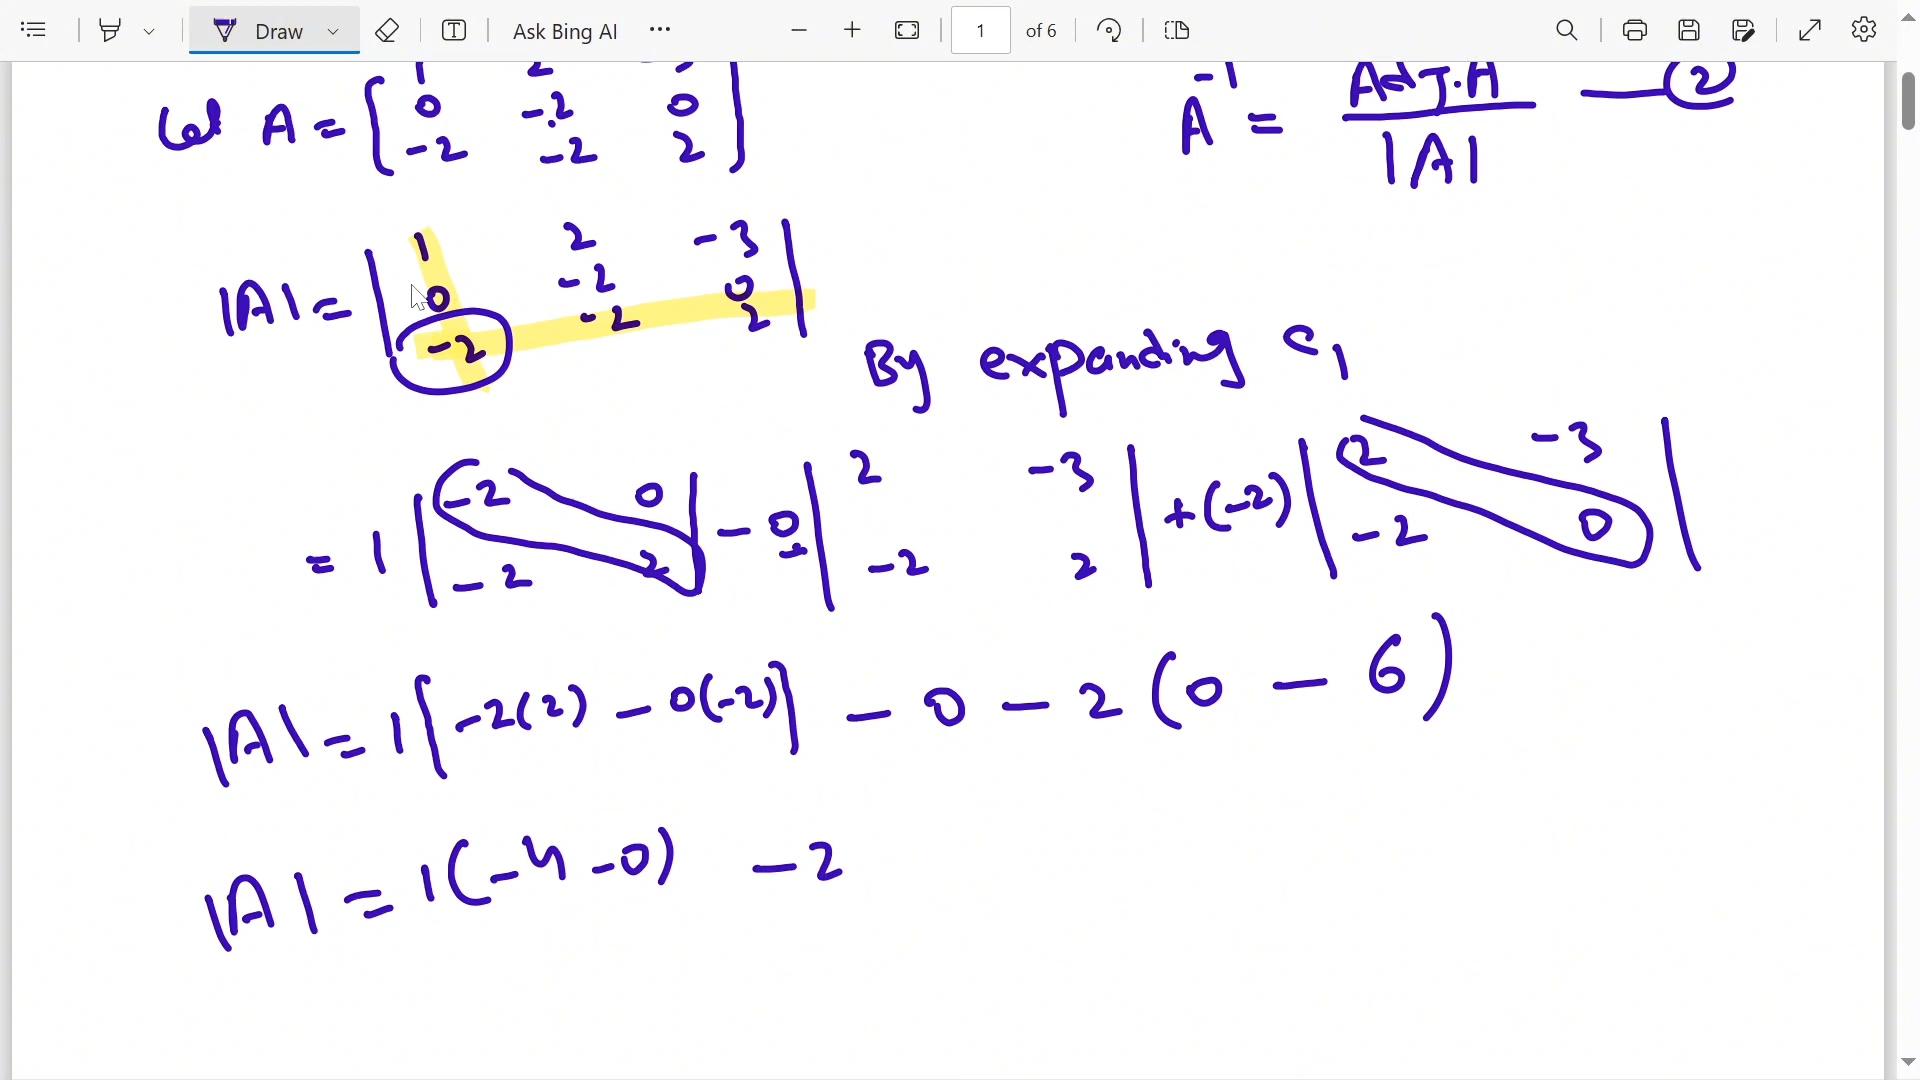 Draw Ask Bing AI ... 1 of 6
1 2 -3
Let A = [ 0 -2 0
-2 -2 2 ]
A⁻¹ = Adj.A / |A| — ②
|A| = | 1 2 -3
0 -2 0
-2 -2 2 |
By expanding C₁
= 1 | -2 0 | - 0 | 2 -3 | + (-2) | 2 -3 |
| -2 2 | | -2 2 | | -2 0 |
|A| = 1[-2(2) - 0(-2)] - 0 - 2(0 - 6)
|A| = 1(-4 -0) -2